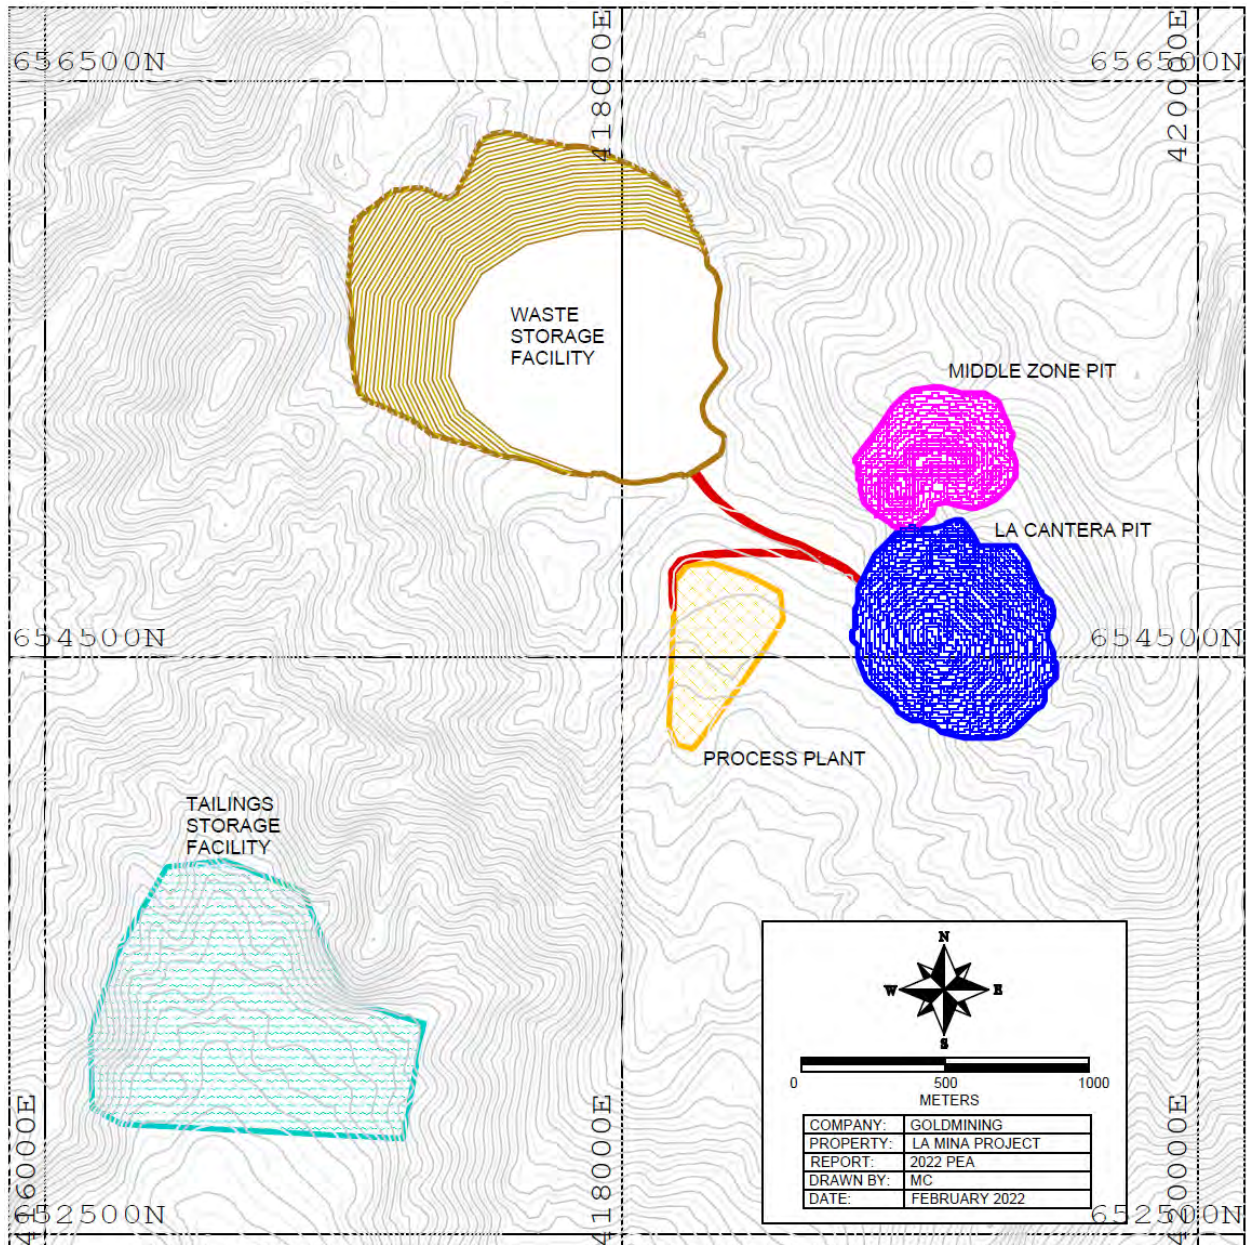 418000E
420000E
656500N
656500N
WASTE
STORAGE
FACILITY
MIDDLE ZONE PIT
LA CANTERA PIT
654500N
654500N
PROCESS PLANT
TAILINGS
STORAGE
FACILITY
N
W
E
S
0
500
1000
METERS
COMPANY: GOLDMINING
PROPERTY: LA MINA PROJECT
REPORT: 2022 PEA
DRAWN BY: MC
DATE: FEBRUARY 2022
416000E
418000E
420000E
652500N
652500N